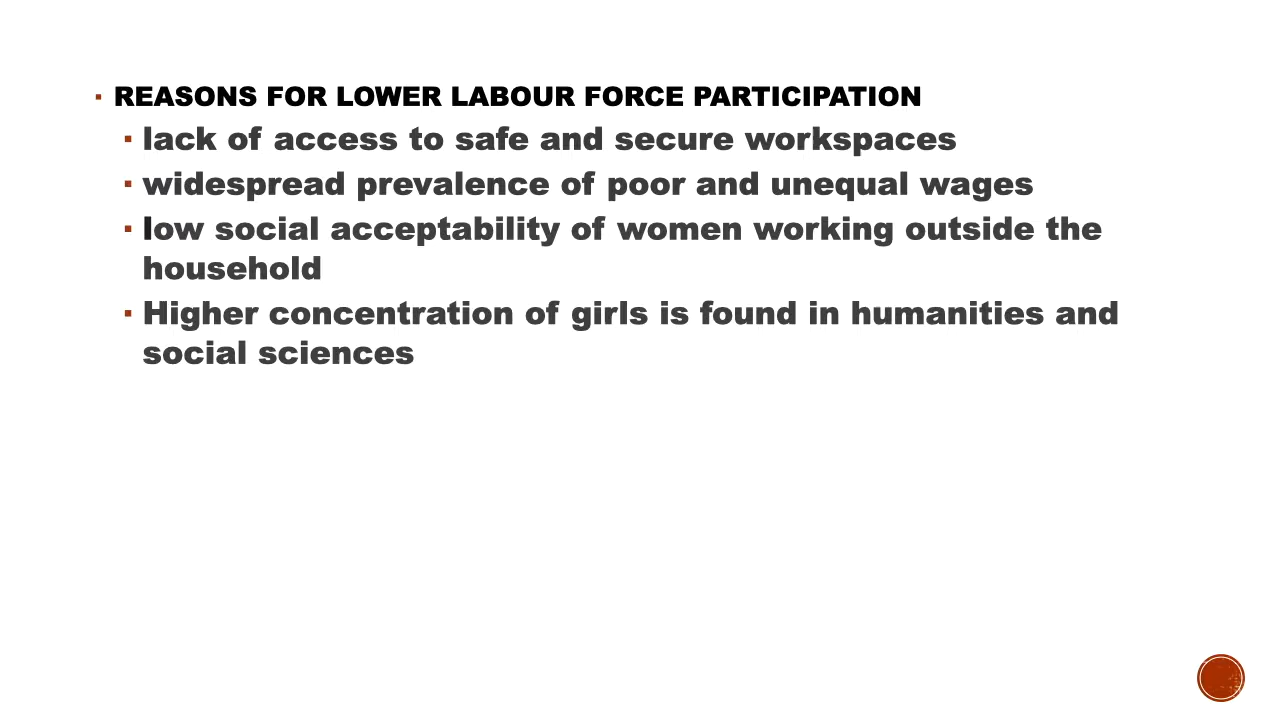 ▪ REASONS FOR LOWER LABOUR FORCE PARTICIPATION
▪ lack of access to safe and secure workspaces
▪ widespread prevalence of poor and unequal wages
▪ low social acceptability of women working outside the
household
▪ Higher concentration of girls is found in humanities and
social sciences